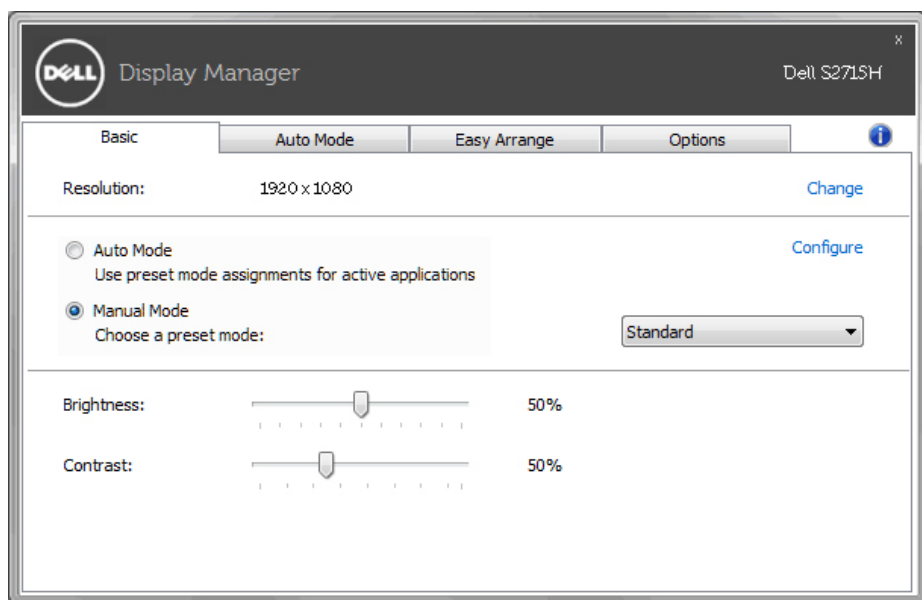 x
DELL Display Manager
Dell S2715H
Basic Auto Mode Easy Arrange Options i
Resolution: 1920 x 1080 Change
Auto Mode Configure
Use preset mode assignments for active applications
Manual Mode
Choose a preset mode: Standard
Brightness: 50%
Contrast: 50%